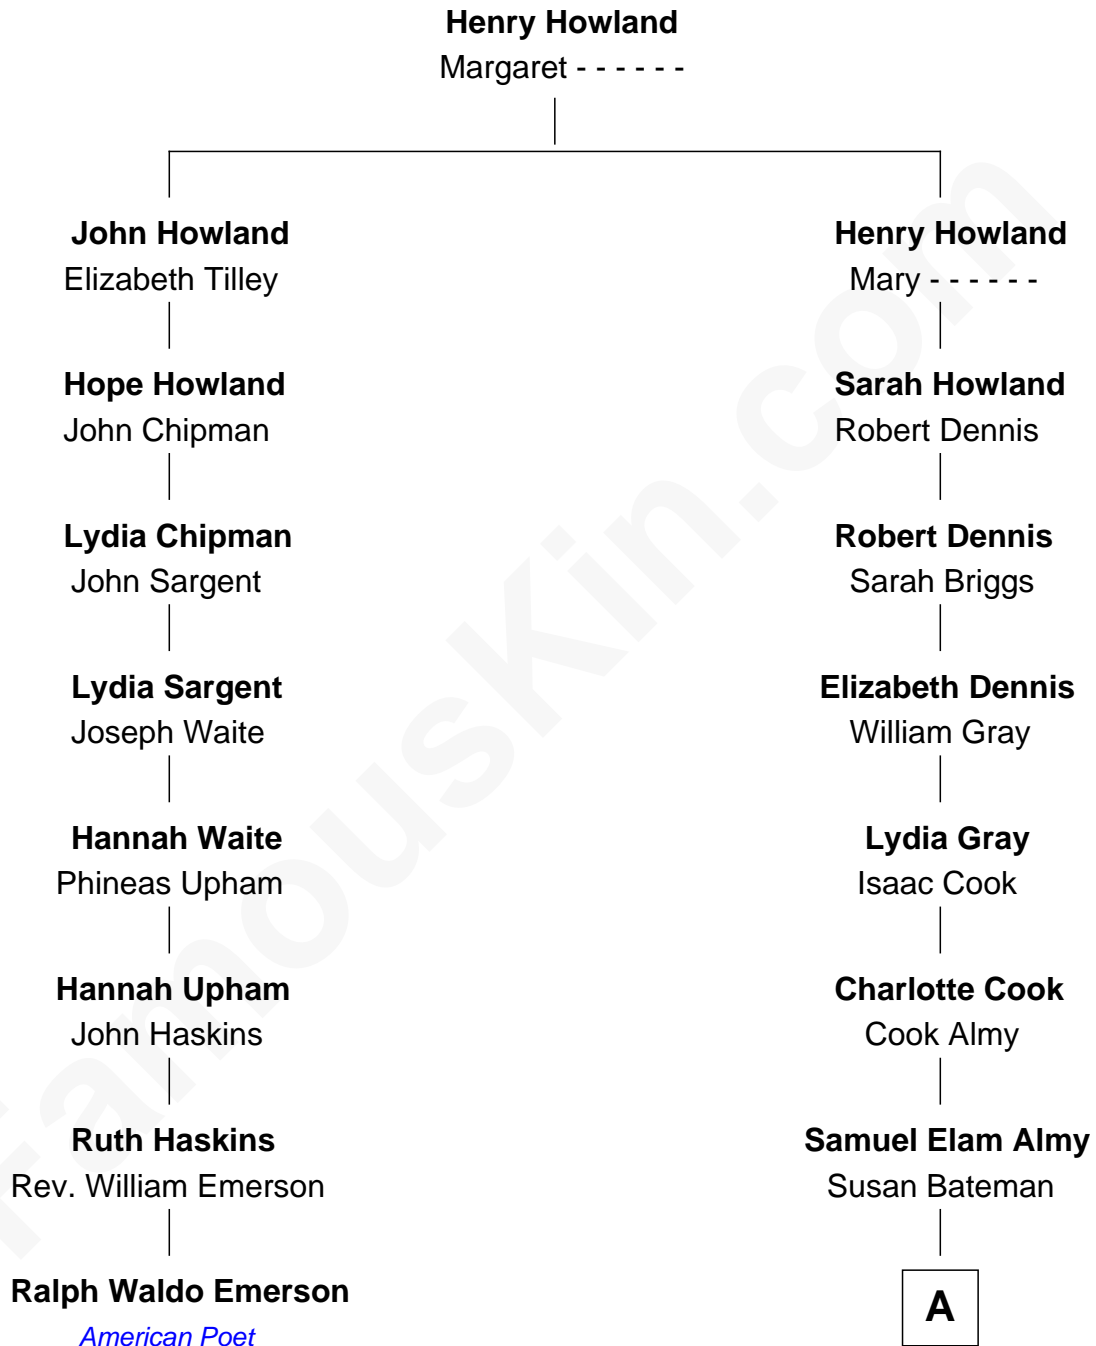 Henry Howland
Margaret - - - - - -
John Howland
Elizabeth Tilley
Henry Howland
Mary - - - - - -
Hope Howland
John Chipman
Sarah Howland
Robert Dennis
Lydia Chipman
John Sargent
Robert Dennis
Sarah Briggs
Lydia Sargent
Joseph Waite
Elizabeth Dennis
William Gray
Hannah Waite
Phineas Upham
Lydia Gray
Isaac Cook
Hannah Upham
John Haskins
Charlotte Cook
Cook Almy
Ruth Haskins
Rev. William Emerson
Samuel Elam Almy
Susan Bateman
Ralph Waldo Emerson
American Poet
A
FamousKin.com